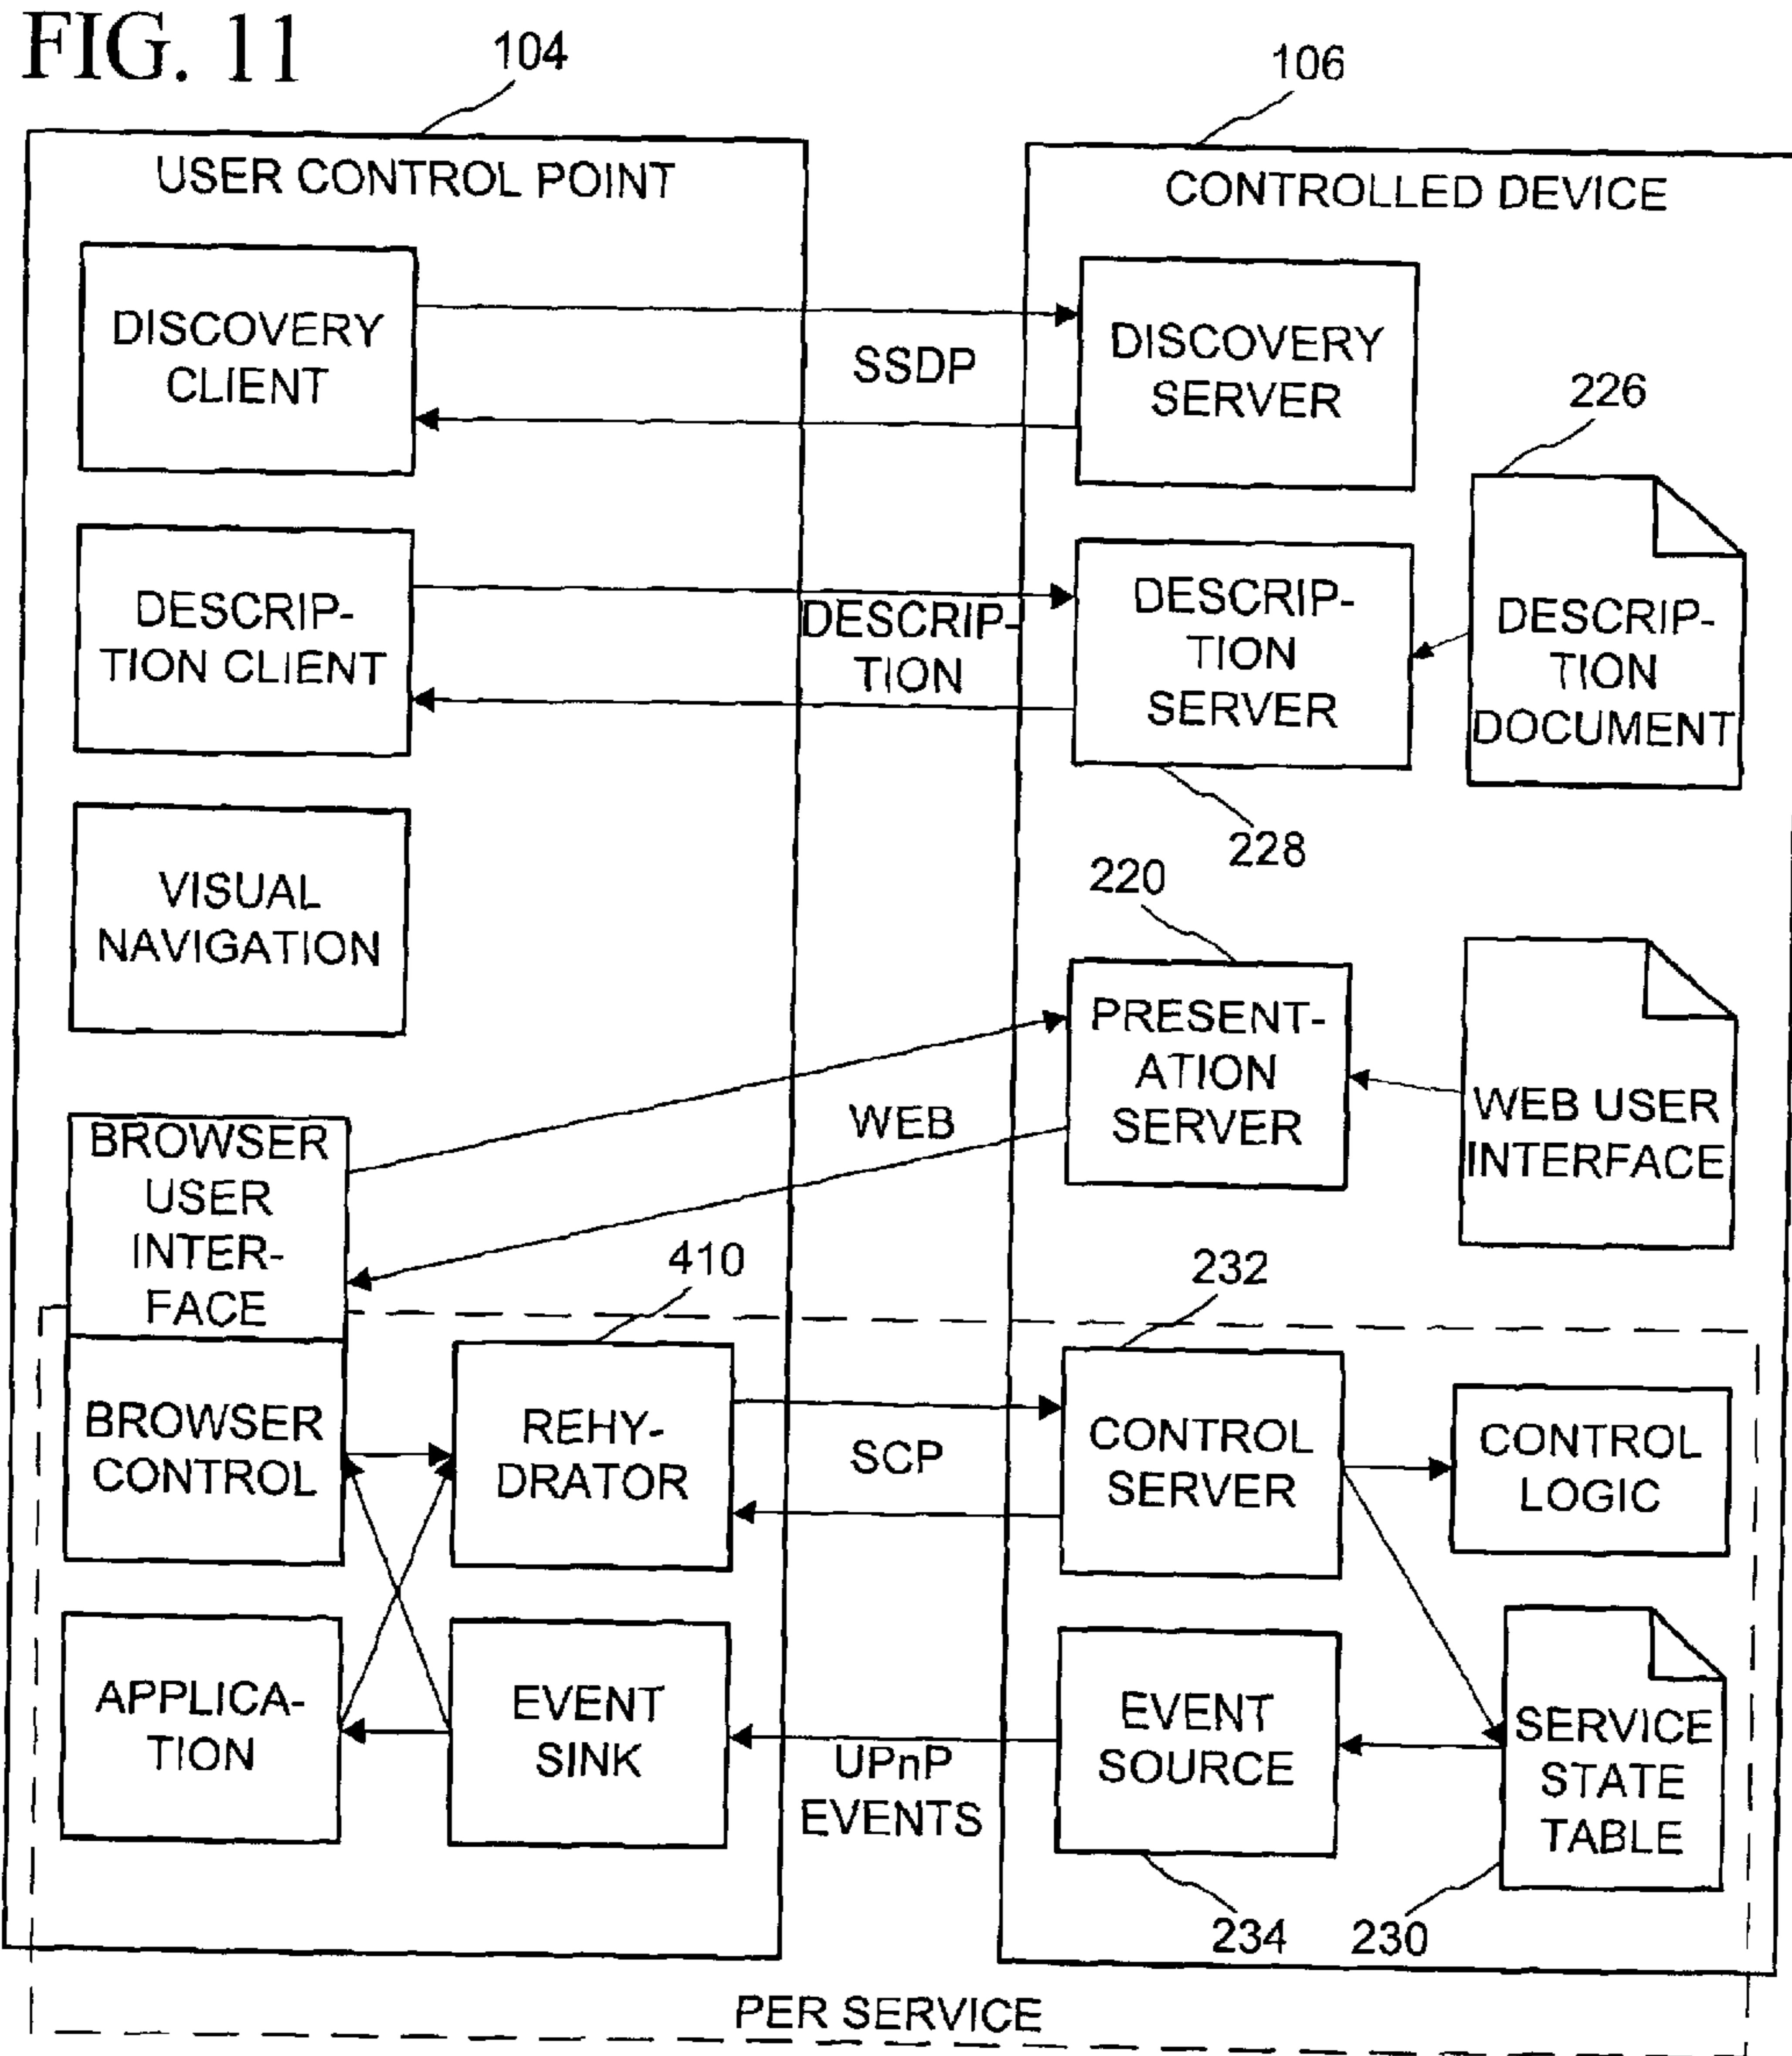 FIG. 11
104
106
USER CONTROL POINT
CONTROLLED DEVICE
DISCOVERY
CLIENT
SSDP
DISCOVERY
SERVER
226
DESCRIP-
TION CLIENT
DESCRIP-
TION
DESCRIP-
TION
SERVER
DESCRIP-
TION
DOCUMENT
228
VISUAL
NAVIGATION
220
PRESENT-
ATION
SERVER
WEB USER
INTERFACE
WEB
BROWSER
USER
INTER-
FACE
410
232
BROWSER
CONTROL
REHY-
DRATOR
SCP
CONTROL
SERVER
CONTROL
LOGIC
APPLICA-
TION
EVENT
SINK
UPnP
EVENTS
EVENT
SOURCE
SERVICE
STATE
TABLE
234
230
PER SERVICE